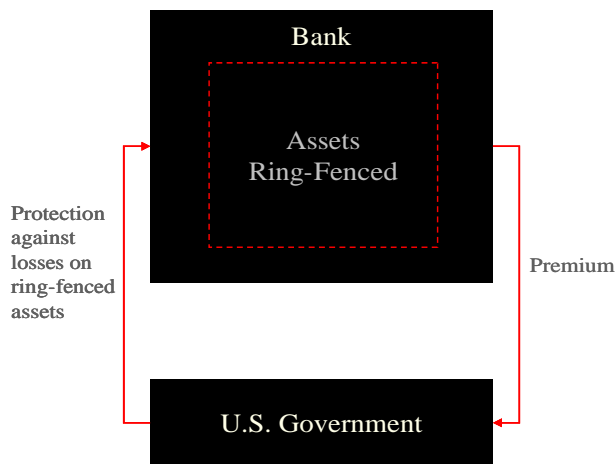 Bank
Assets
Ring-Fenced
Protection
against
losses on
ring-fenced
assets
Premium
U.S. Government